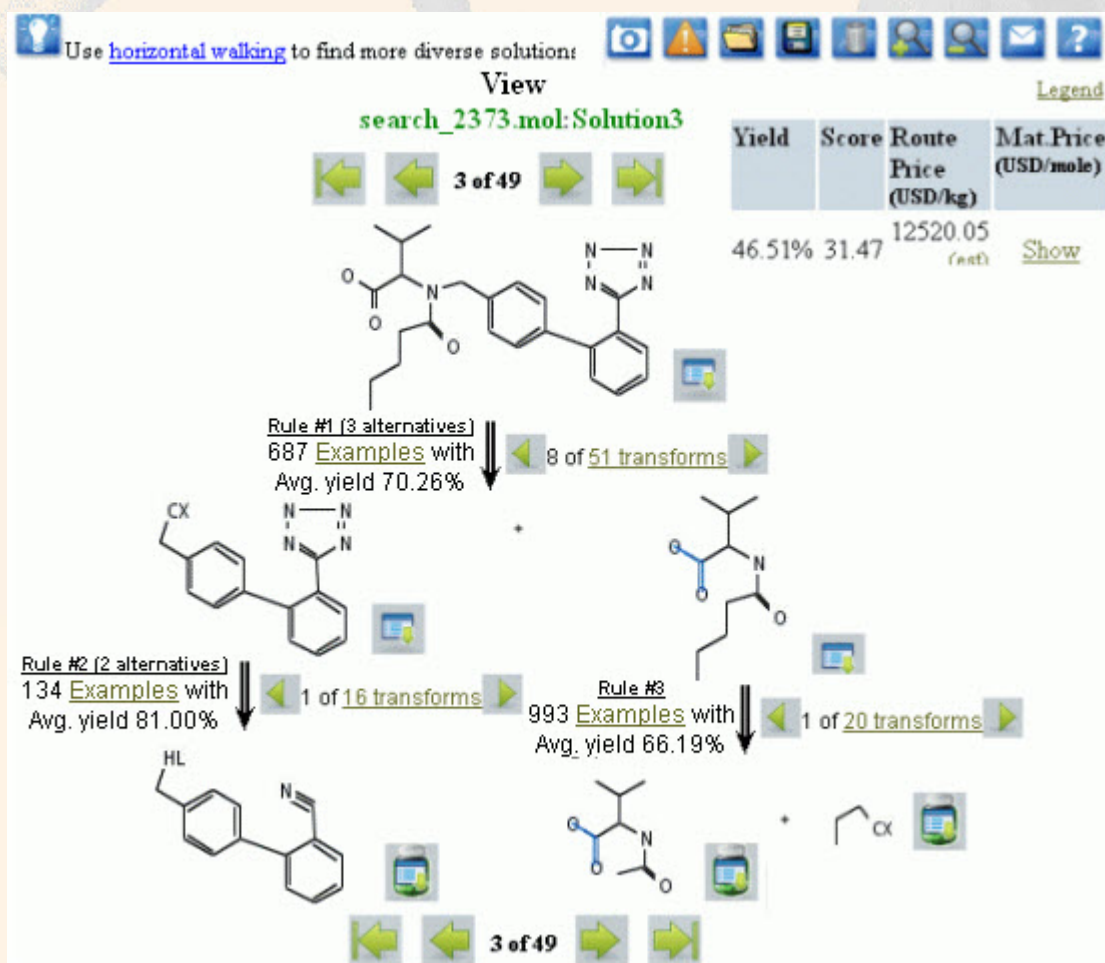 Use horizontal walking to find more diverse solutions
View
Legend
search_2373.mol:Solution3
3 of 49
Yield Score Route Price (USD/kg) Mat.Price (USD/mole)
46.51% 31.47 12520.05 (est) Show
N N
N N
O
N
O
O
Rule #1 (3 alternatives)
687 Examples with
Avg. yield 70.26%
8 of 51 transforms
CX
N N
N N
+
O
N
O
O
Rule #2 (2 alternatives)
134 Examples with
Avg. yield 81.00%
1 of 16 transforms
Rule #3
993 Examples with
Avg. yield 66.19%
1 of 20 transforms
HL
N
O
N
O
O
+
CX
3 of 49